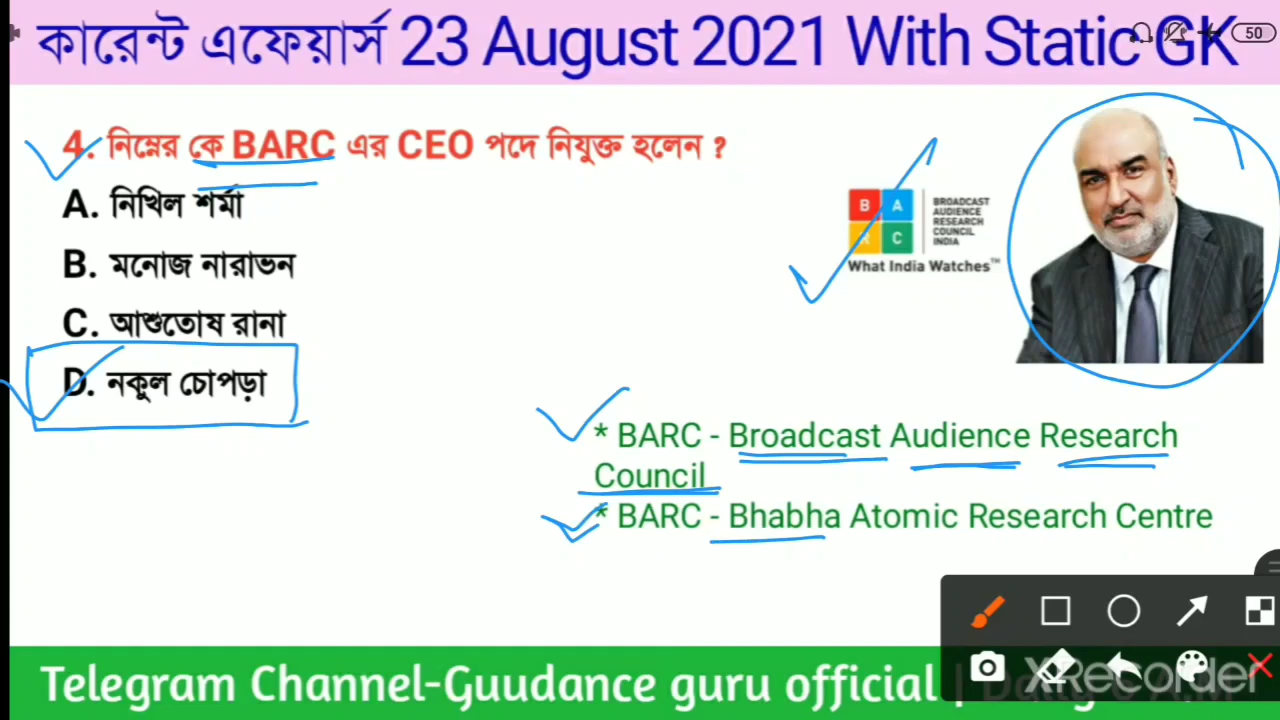 কারেন্ট এফেয়ার্স 23 August 2021 With Static GK
50
4. নিম্নের কে BARC এর CEO পদে নিযুক্ত হলেন ?
A. নিখিল শর্মা
B. মনোজ নারাভন
C. আশুতোষ রানা
D. নকুল চোপড়া
B A
R C
BROADCAST
AUDIENCE
RESEARCH
COUNCIL
INDIA
What India Watches™
* BARC - Broadcast Audience Research
Council
* BARC - Bhabha Atomic Research Centre
Telegram Channel-Guudance guru official |
XRecorder